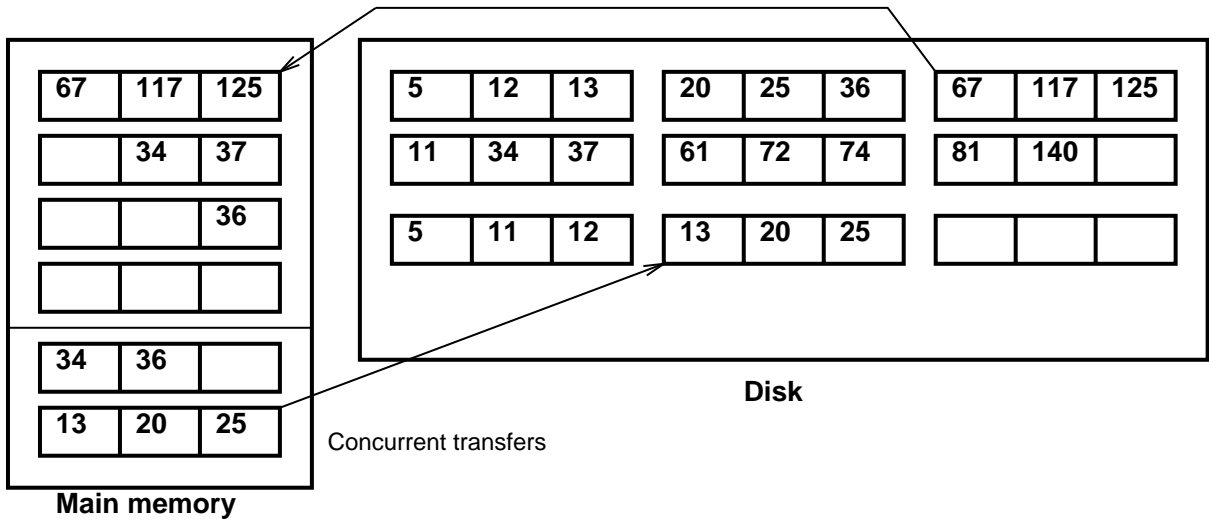 67 117 125
34 37
36
34 36
13 20 25
Main memory
Concurrent transfers
5 12 13 20 25 36 67 117 125
11 34 37 61 72 74 81 140
5 11 12 13 20 25
Disk